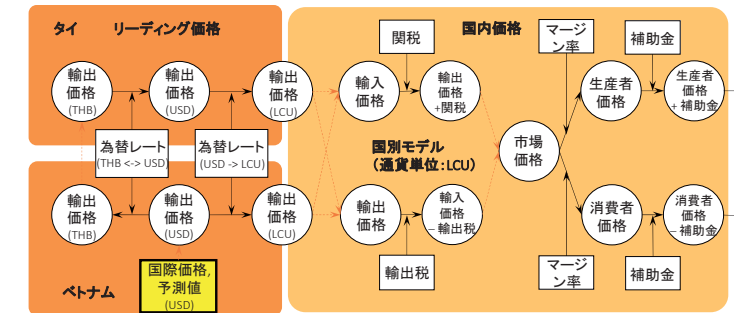 タイ
リーディング価格
国内価格
関税
マージ
ン率
補助金
輸出
価格
(THB)
輸出
価格
(USD)
輸出
価格
(LCU)
輸入
価格
輸出
価格
+関税
生産者
価格
生産者
価格
+ 補助金
為替レート
(THB <-> USD)
為替レート
(USD -> LCU)
国別モデル
（通貨単位：LCU）
市場
価格
輸出
価格
(THB)
輸出
価格
(USD)
輸出
価格
(LCU)
輸出
価格
輸入
価格
－輸出税
消費者
価格
消費者
価格
－補助金
国際価格,
予測値
(USD)
ベトナム
輸出税
マージ
ン率
補助金